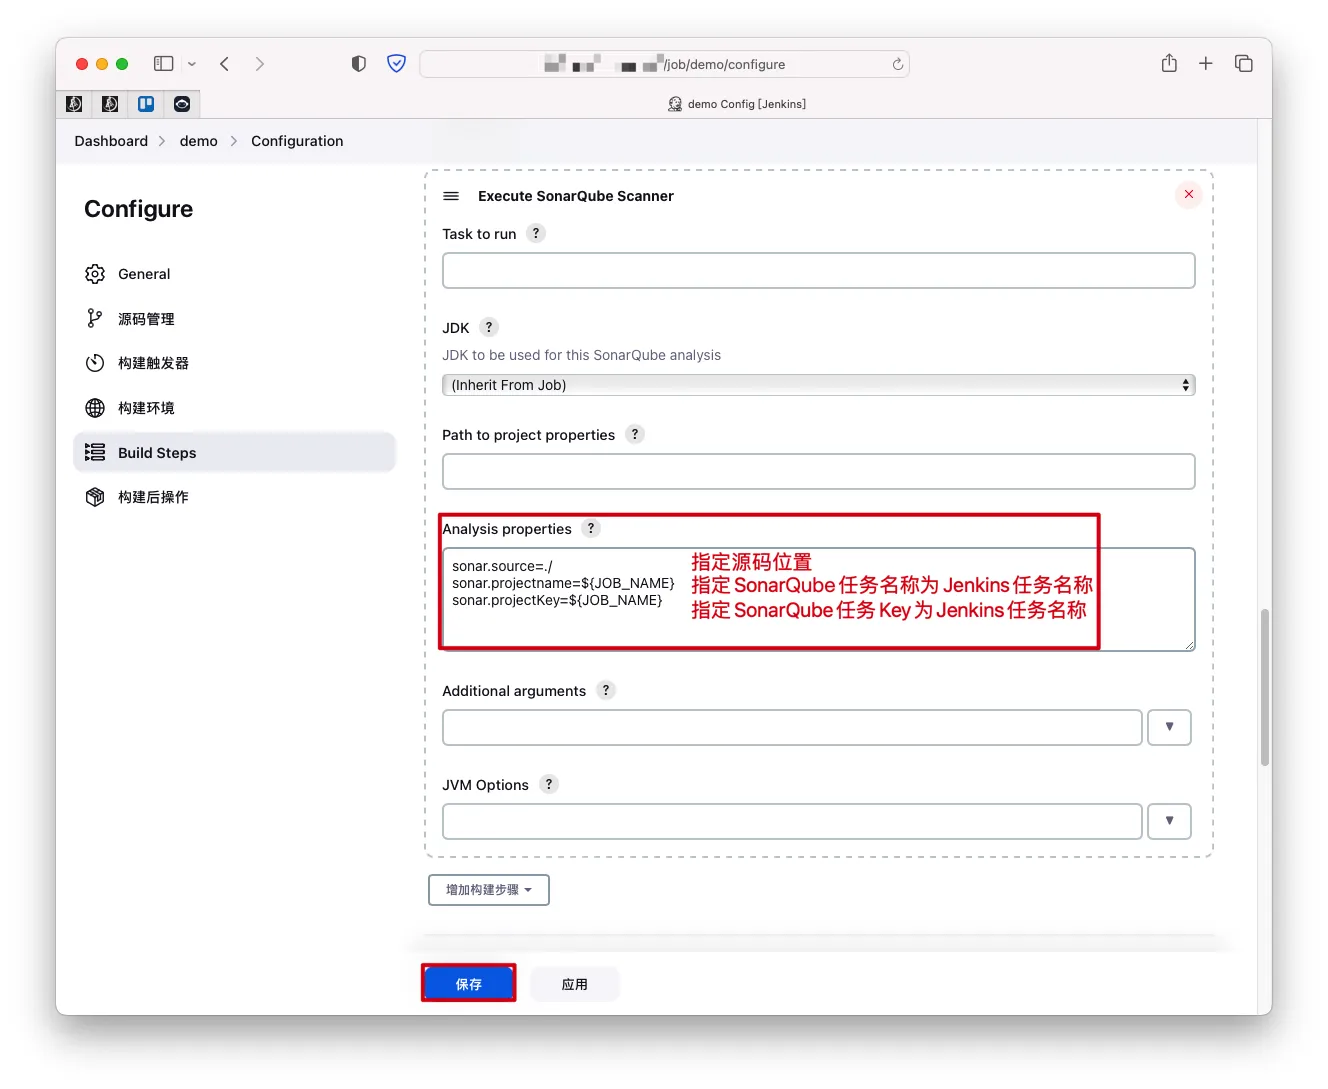 /job/demo/configure
demo Config [Jenkins]
Dashboard > demo > Configuration
Configure
General
源码管理
构建触发器
构建环境
Build Steps
构建后操作
Execute SonarQube Scanner
Task to run ?
JDK ?
JDK to be used for this SonarQube analysis
(Inherit From Job)
Path to project properties ?
Analysis properties ?
sonar.source=./
sonar.projectname=${JOB_NAME}
sonar.projectKey=${JOB_NAME}
指定源码位置
指定 SonarQube 任务名称为 Jenkins 任务名称
指定 SonarQube 任务 Key 为 Jenkins 任务名称
Additional arguments ?
JVM Options ?
增加构建步骤
保存
应用